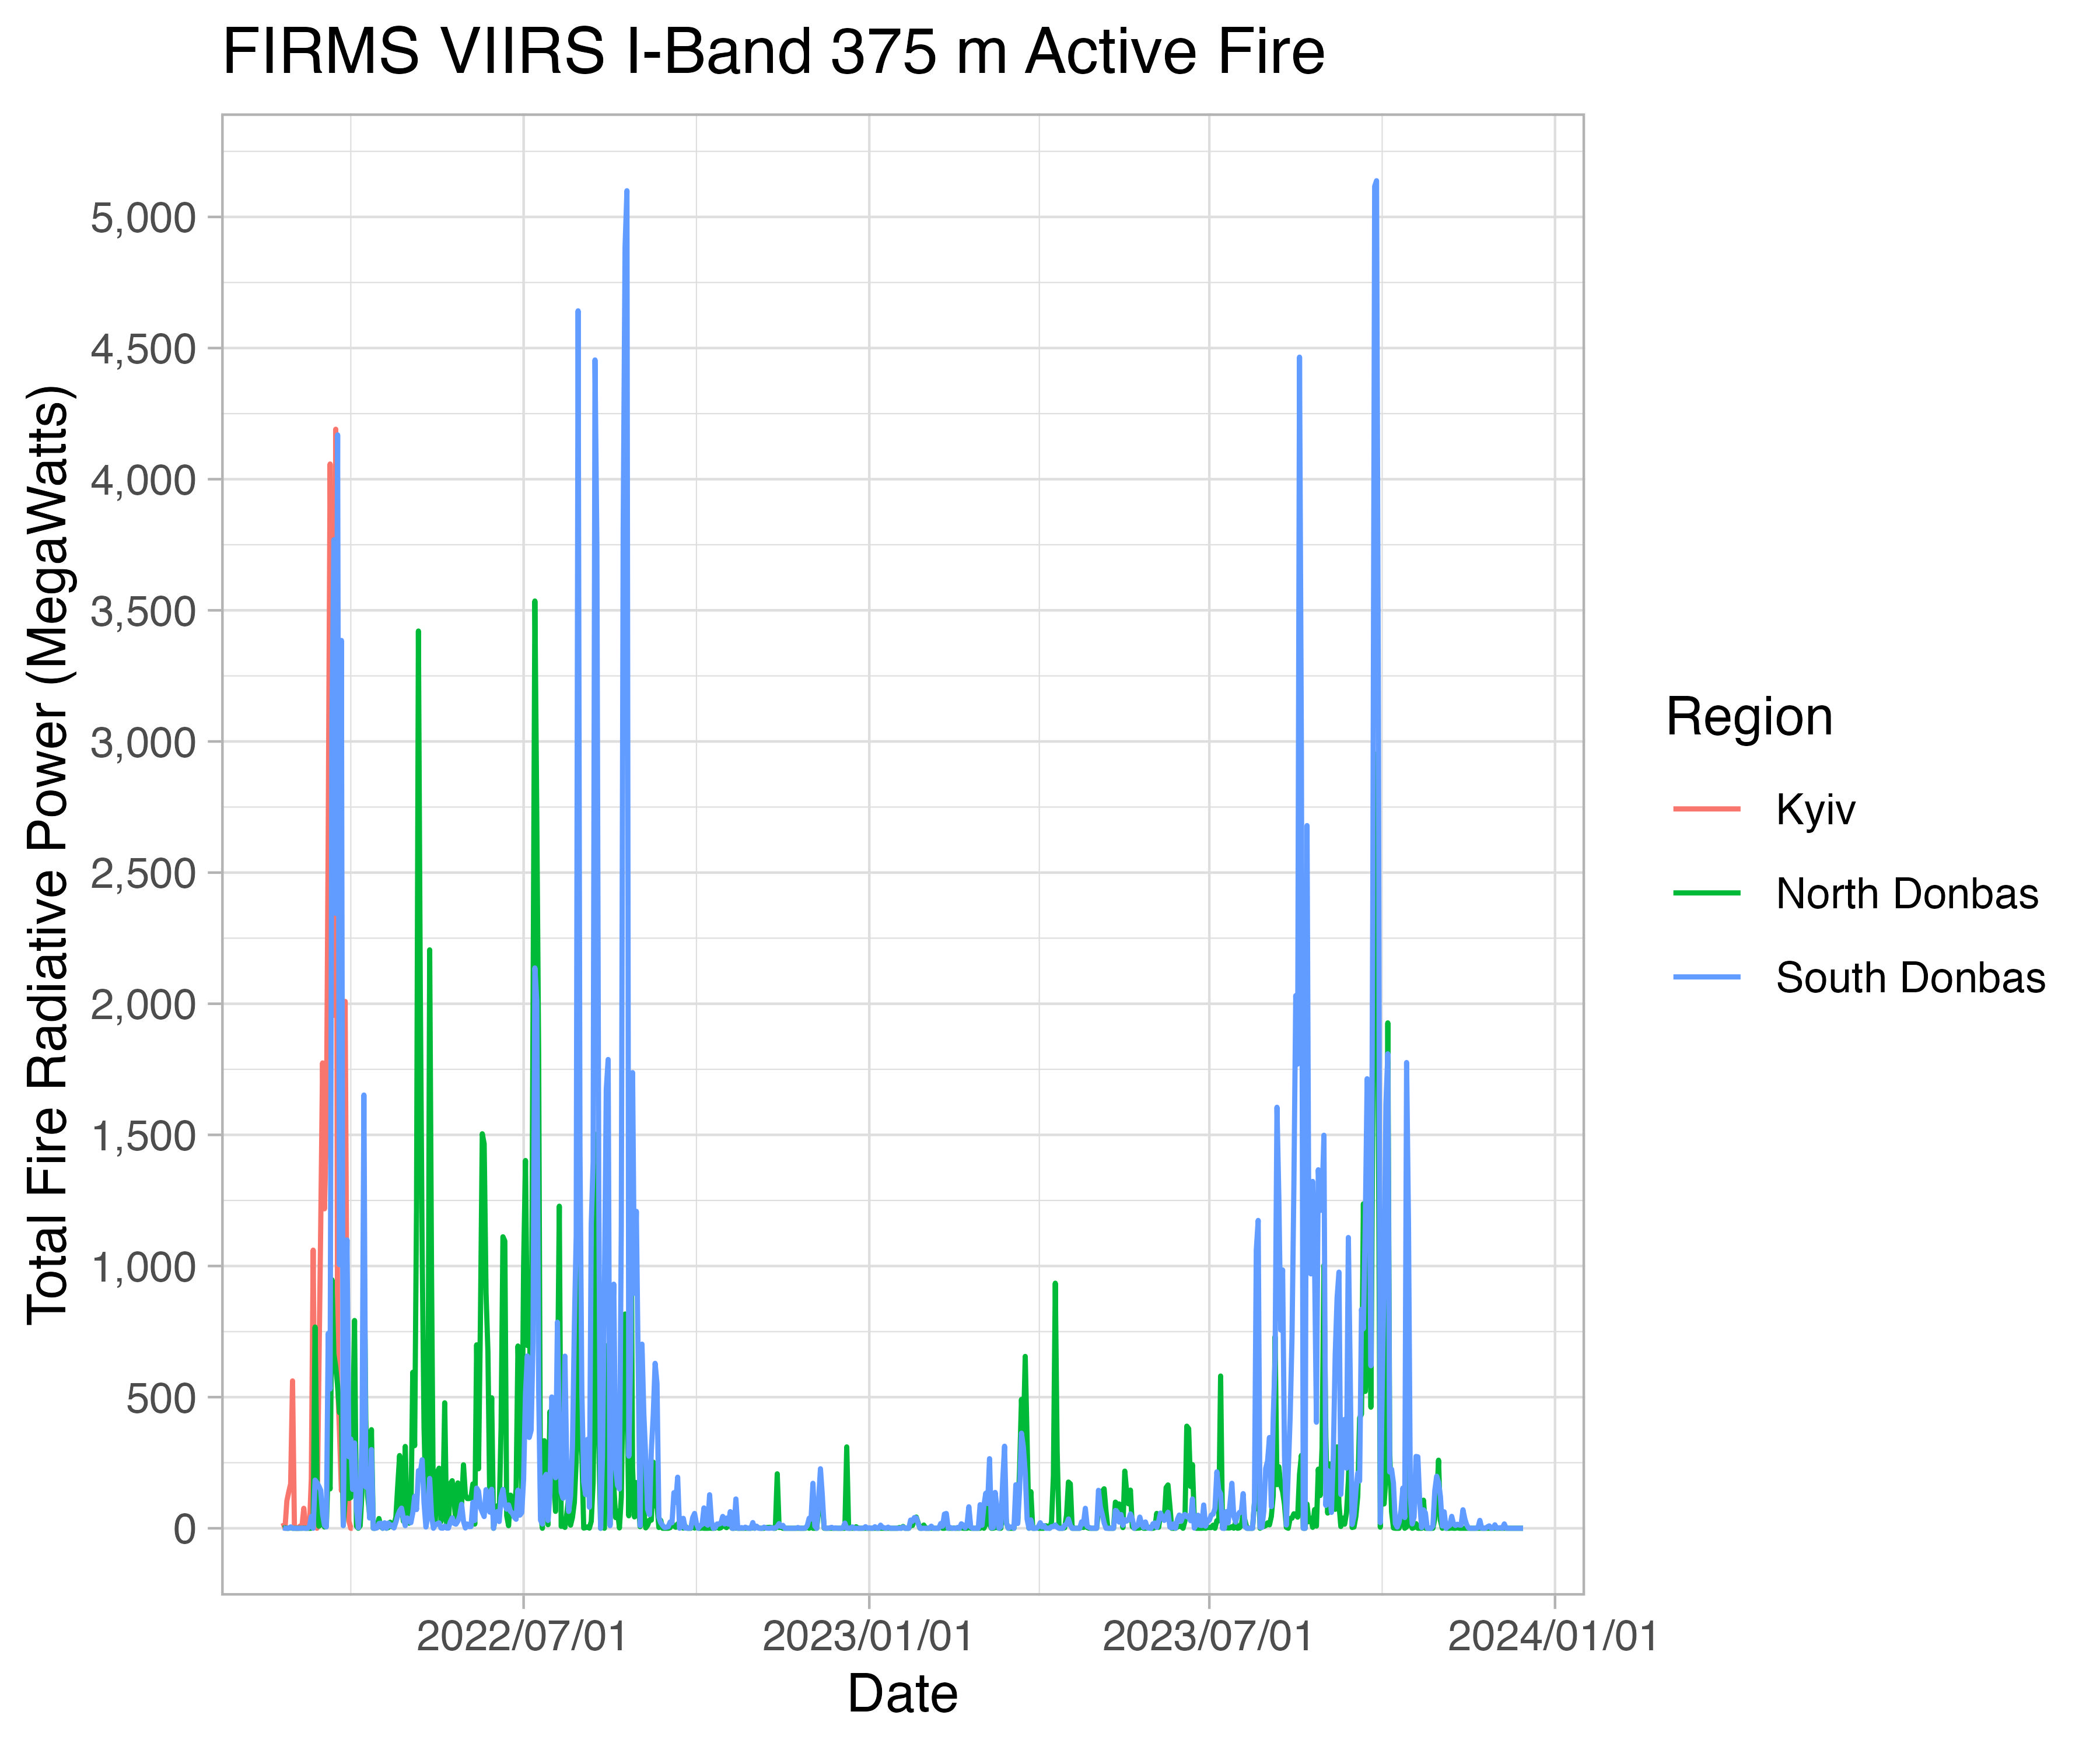 FIRMS VIIRS I-Band 375 m Active Fire
Total Fire Radiative Power (MegaWatts)
5,000
4,500
4,000
3,500
3,000
2,500
2,000
1,500
1,000
500
0
2022/07/01
2023/01/01
2023/07/01
2024/01/01
Date
Region
Kyiv
North Donbas
South Donbas